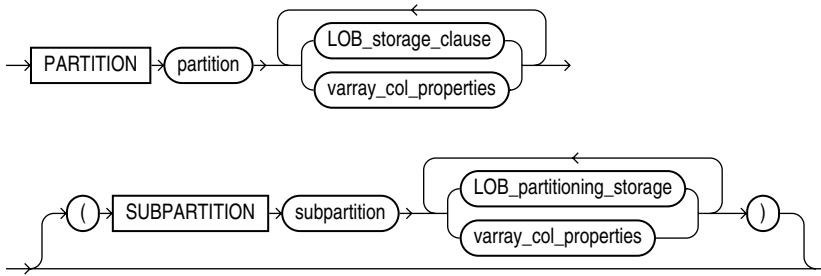 LOB_storage_clause
PARTITION partition
varray_col_properties
LOB_partitioning_storage
( SUBPARTITION subpartition )
varray_col_properties